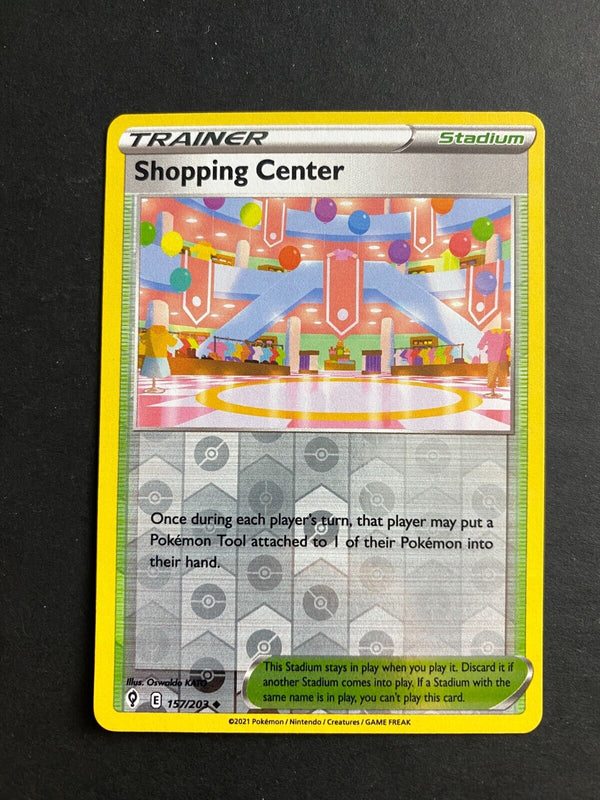 TRAINER Stadium
Shopping Center
Once during each player's turn, that player may put a
Pokémon Tool attached to 1 of their Pokémon into
their hand.
This Stadium stays in play when you play it. Discard it if
another Stadium comes into play. If a Stadium with the
same name is in play, you can't play this card.
Illus. Oswaldo KATO
E 157/203
©2021 Pokémon / Nintendo / Creatures / GAME FREAK